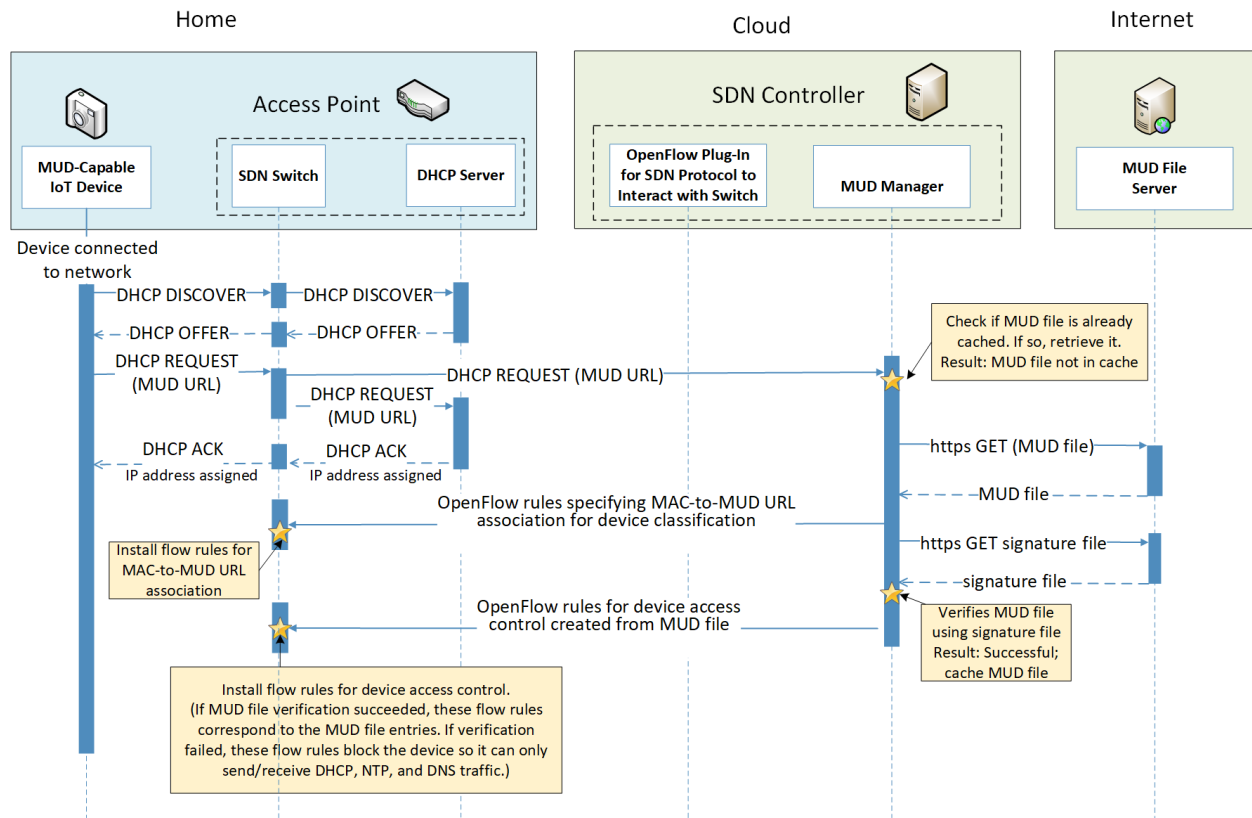 Home
Cloud
Internet
Access Point
SDN Controller
MUD-Capable
IoT Device
SDN Switch
DHCP Server
OpenFlow Plug-In
for SDN Protocol to
Interact with Switch
MUD Manager
MUD File
Server
Device connected
to network
DHCP DISCOVER
DHCP DISCOVER
DHCP OFFER
DHCP OFFER
Check if MUD file is already
cached. If so, retrieve it.
Result: MUD file not in cache
DHCP REQUEST
(MUD URL)
DHCP REQUEST (MUD URL)
DHCP REQUEST
(MUD URL)
DHCP ACK
IP address assigned
DHCP ACK
IP address assigned
https GET (MUD file)
MUD file
OpenFlow rules specifying MAC-to-MUD URL
association for device classification
Install flow rules for
MAC-to-MUD URL
association
https GET signature file
signature file
OpenFlow rules for device access
control created from MUD file
Verifies MUD file
using signature file
Result: Successful;
cache MUD file
Install flow rules for device access control.
(If MUD file verification succeeded, these flow rules
correspond to the MUD file entries. If verification
failed, these flow rules block the device so it can only
send/receive DHCP, NTP, and DNS traffic.)